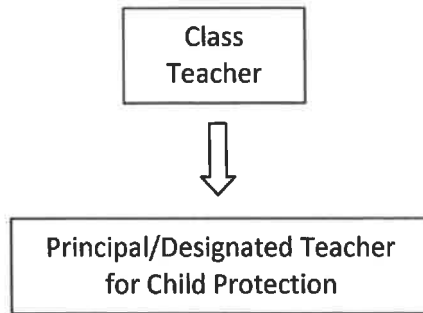 Class
Teacher
Principal/Designated Teacher
for Child Protection